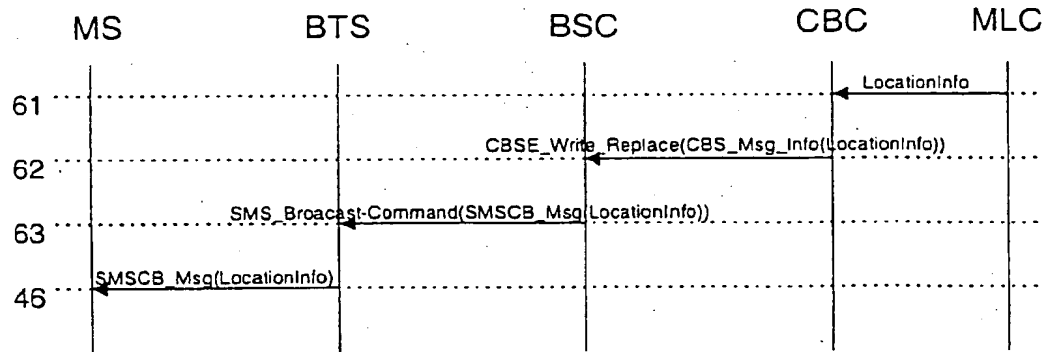 MS BTS BSC CBC MLC
61 LocationInfo
62 CBSE_Write_Replace(CBS_Msg_Info(LocationInfo))
63 SMS_Broacast-Command(SMSCB_Msg(LocationInfo))
46 SMSCB_Msg(LocationInfo)